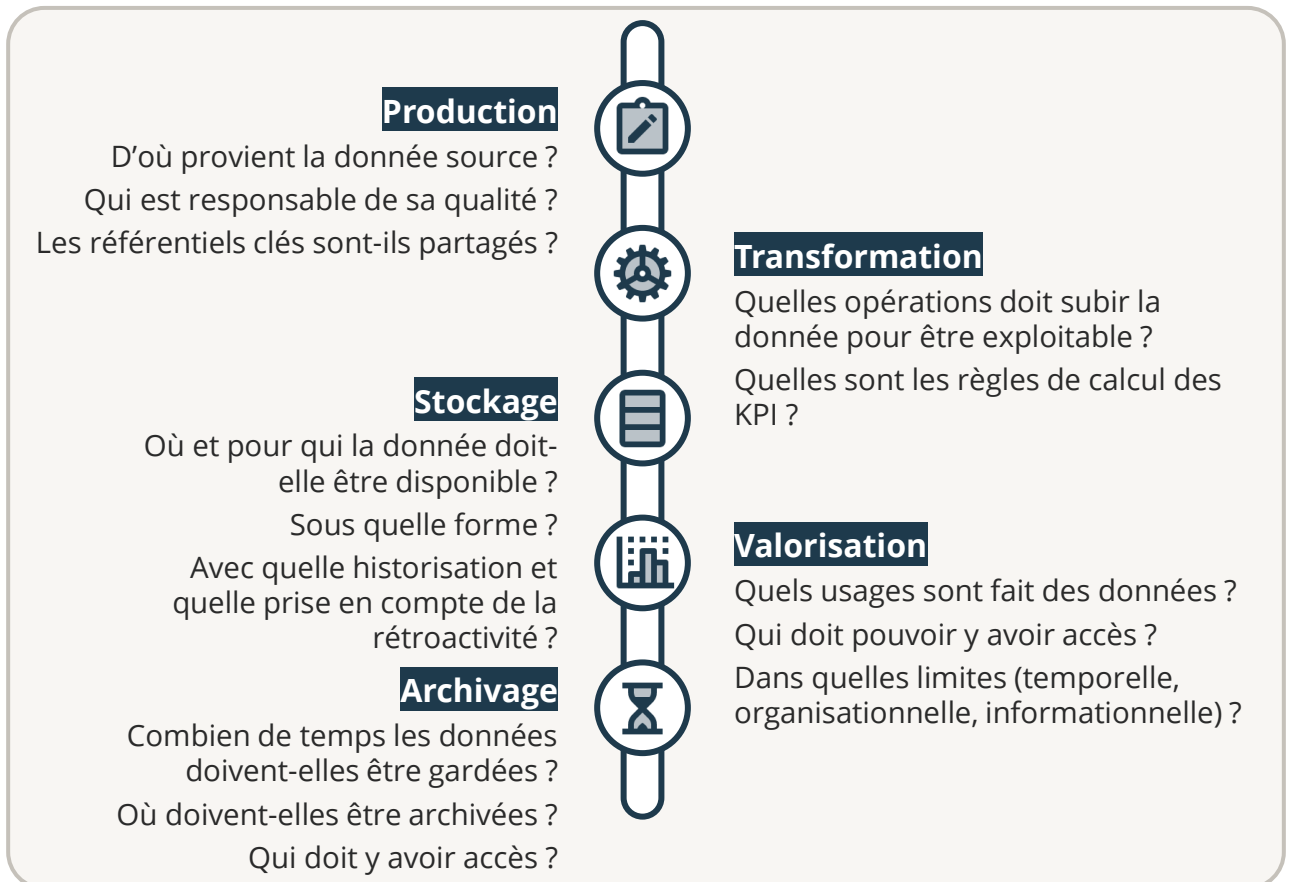 Production
D’où provient la donnée source ?
Qui est responsable de sa qualité ?
Les référentiels clés sont-ils partagés ?
Transformation
Quelles opérations doit subir la
donnée pour être exploitable ?
Quelles sont les règles de calcul des
KPI ?
Stockage
Où et pour qui la donnée doit-
elle être disponible ?
Sous quelle forme ?
Avec quelle historisation et
quelle prise en compte de la
rétroactivité ?
Valorisation
Quels usages sont fait des données ?
Qui doit pouvoir y avoir accès ?
Dans quelles limites (temporelle,
organisationnelle, informationnelle) ?
Archivage
Combien de temps les données
doivent-elles être gardées ?
Où doivent-elles être archivées ?
Qui doit y avoir accès ?